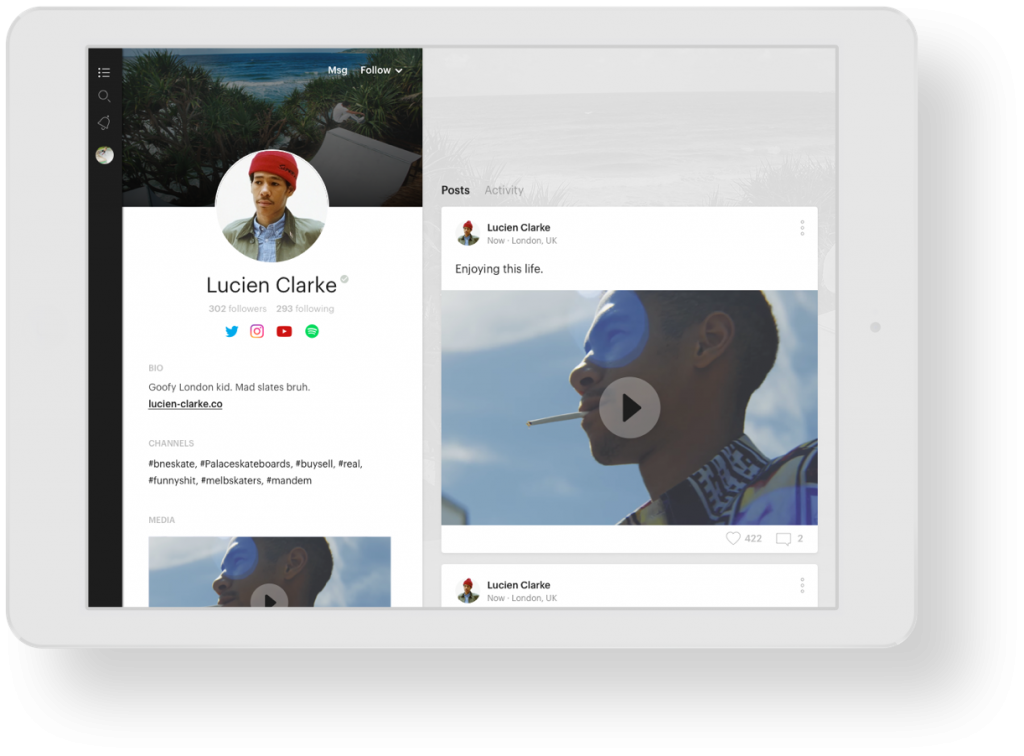 Msg Follow
Lucien Clarke
302 followers 293 following
BIO
Goofy London kid. Mad slates bruh.
lucien-clarke.co
CHANNELS
#bneskate, #Palaceskateboards, #buysell, #real,
#funnyshit, #melbskaters, #mandem
MEDIA
Posts Activity
Lucien Clarke
Now · London, UK
Enjoying this life.
422 2
Lucien Clarke
Now · London, UK